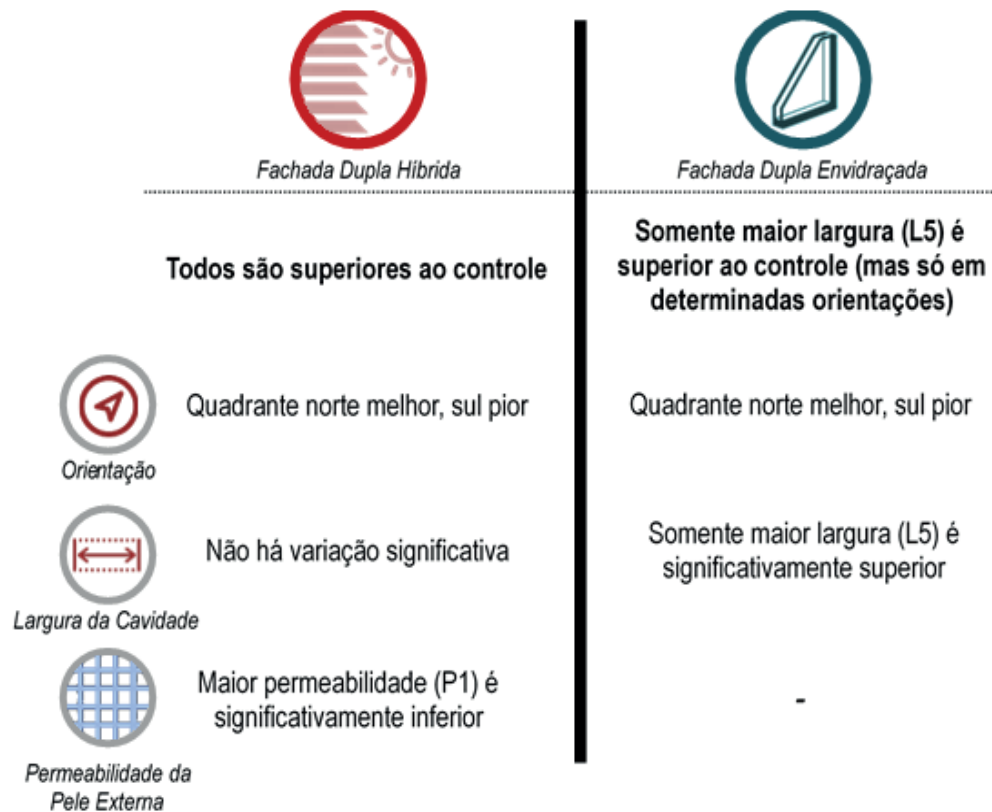 Fachada Dupla Híbrida
Fachada Dupla Envidraçada
Todos são superiores ao controle
Somente maior largura (L5) é
superior ao controle (mas só em
determinadas orientações)
Orientação
Quadrante norte melhor, sul pior
Quadrante norte melhor, sul pior
Largura da Cavidade
Não há variação significativa
Somente maior largura (L5) é
significativamente superior
Permeabilidade da
Pele Externa
Maior permeabilidade (P1) é
significativamente inferior
-